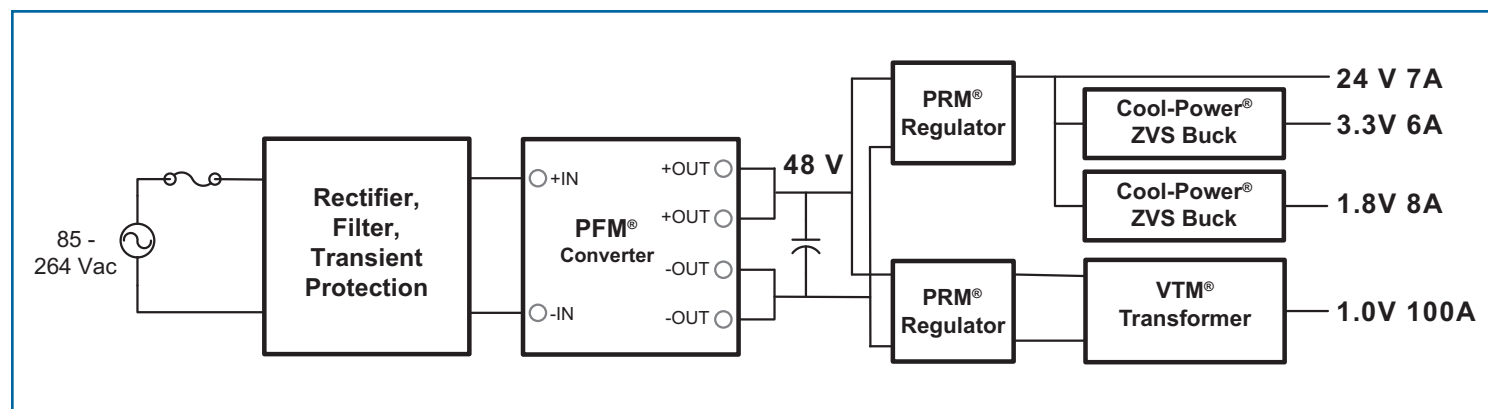 85 -
264 Vac
Rectifier,
Filter,
Transient
Protection
+IN
-IN
PFM®
Converter
+OUT
+OUT
-OUT
-OUT
48 V
PRM®
Regulator
PRM®
Regulator
Cool-Power®
ZVS Buck
Cool-Power®
ZVS Buck
VTM®
Transformer
24 V 7A
3.3V 6A
1.8V 8A
1.0V 100A